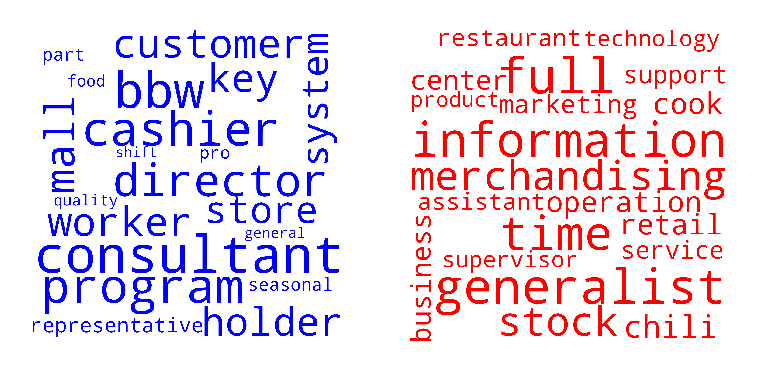 customer
system
part
food
bbw
key
mall
cashier
shift
pro
director
quality
worker
store
general
consultant
program
seasonal
representative
holder
restaurant
technology
center
full
support
product
marketing
cook
information
merchandising
assistant
operation
business
time
retail
supervisor
service
generalist
stock
chili